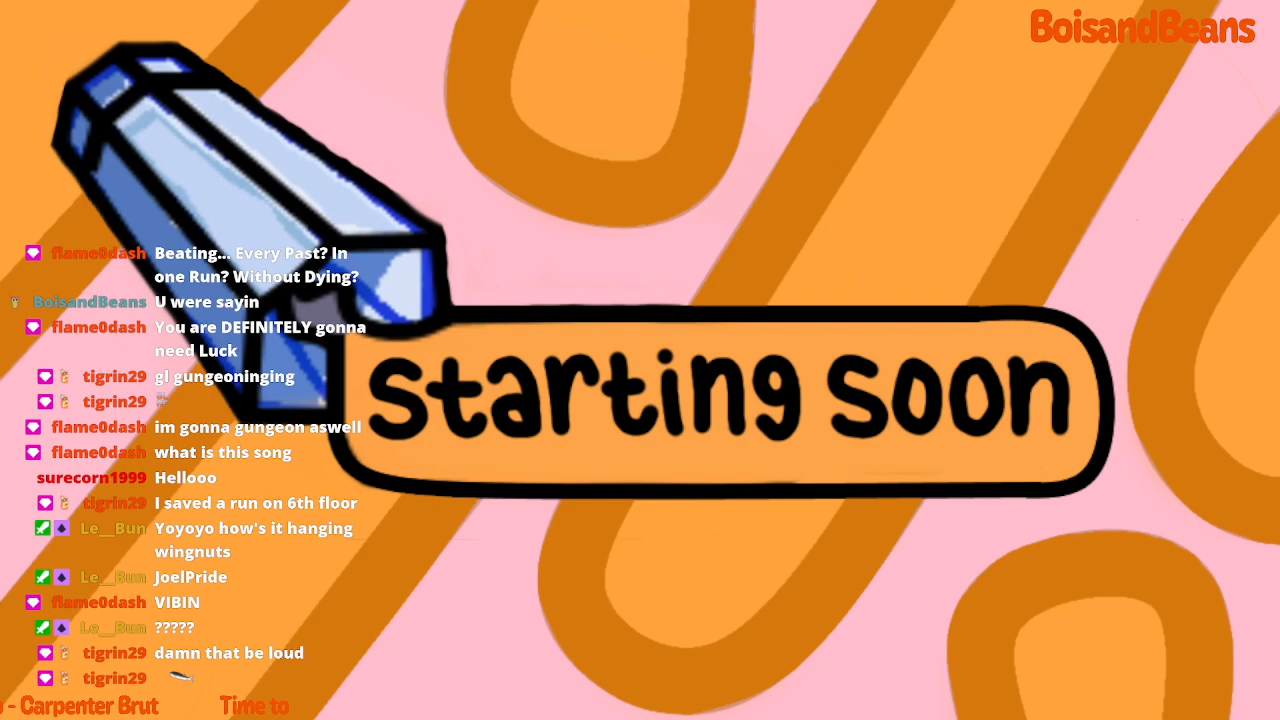 BoisandBeans
flame0dash Beating... Every Past? In
one Run? Without Dying?
BoisandBeans U were sayin
flame0dash You are DEFINITELY gonna
need Luck
tigrin29 gl gungeoninging
tigrin29
flame0dash im gonna gungeon aswell
flame0dash what is this song
surecorn1999 Hellooo
tigrin29 I saved a run on 6th floor
Le__Bun Yoyoyo how's it hanging
wingnuts
Le__Bun JoelPride
flame0dash VIBIN
Le__Bun ?????
tigrin29 damn that be loud
tigrin29
starting soon
- Carpenter Brut Time to